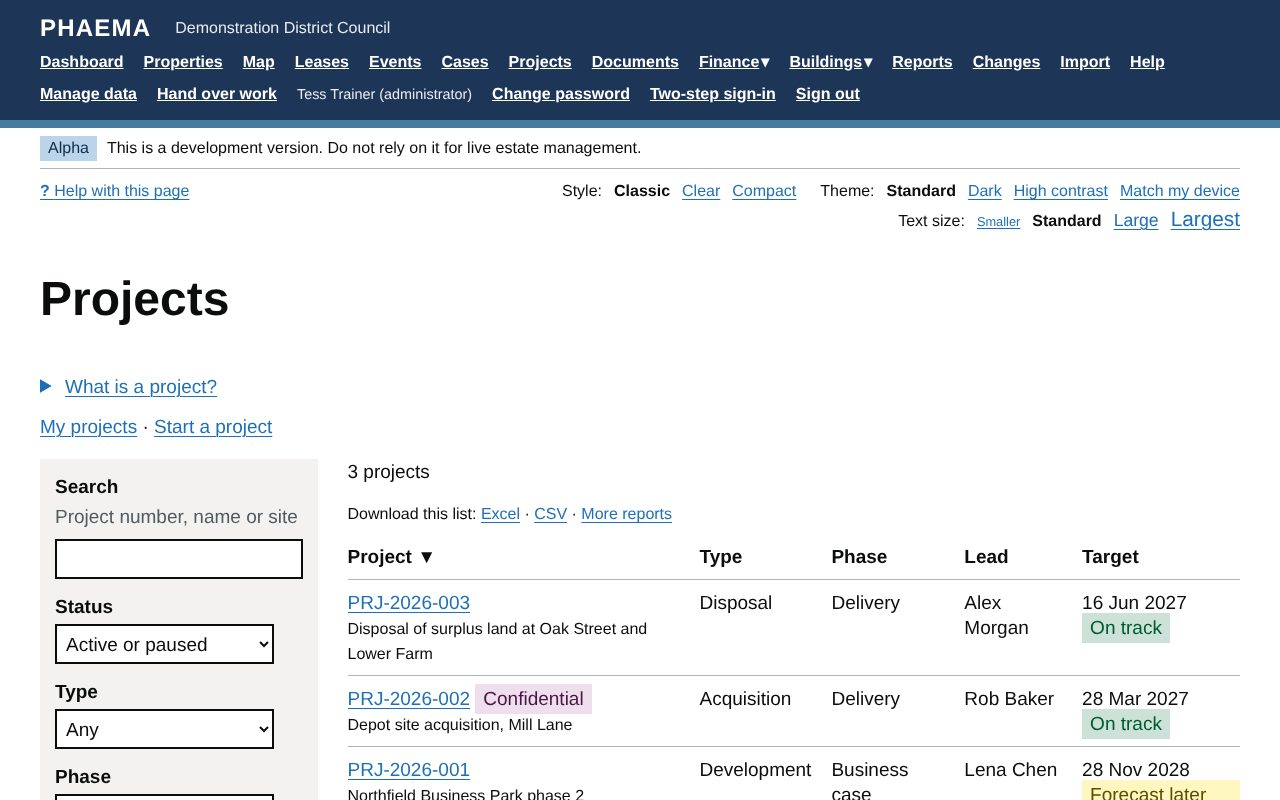 PHAEMA Demonstration District Council
Dashboard Properties Map Leases Events Cases Projects Documents Finance▾ Buildings▾ Reports Changes Import Help
Manage data Hand over work Tess Trainer (administrator) Change password Two-step sign-in Sign out
Alpha This is a development version. Do not rely on it for live estate management.
? Help with this page Style: Classic Clear Compact Theme: Standard Dark High contrast Match my device
Text size: Smaller Standard Large Largest
Projects
▶ What is a project?
My projects · Start a project
Search
Project number, name or site
Status
Active or paused
Type
Any
Phase
3 projects
Download this list: Excel · CSV · More reports
Project ▼ Type Phase Lead Target
PRJ-2026-003 Disposal Delivery Alex Morgan 16 Jun 2027
Disposal of surplus land at Oak Street and Lower Farm On track
PRJ-2026-002 Confidential Acquisition Delivery Rob Baker 28 Mar 2027
Depot site acquisition, Mill Lane On track
PRJ-2026-001 Development Business case Lena Chen 28 Nov 2028
Northfield Business Park phase 2 Forecast later